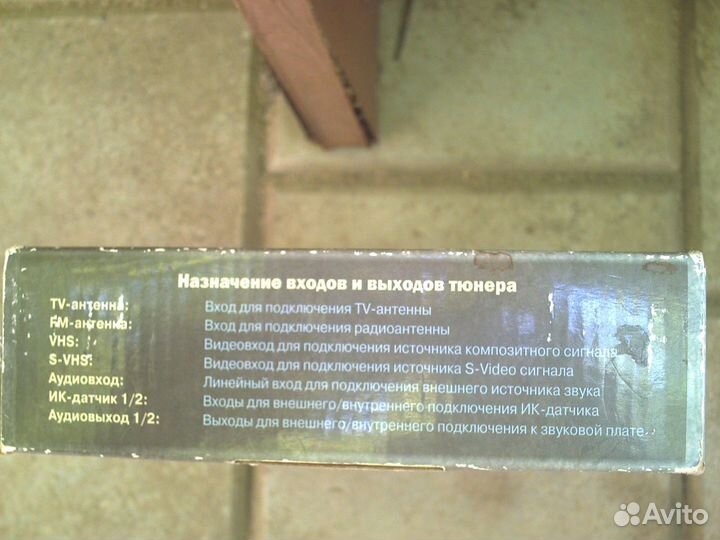 Назначение входов и выходов тюнера
TV-антенна: Вход для подключения TV-антенны
FM-антенна: Вход для подключения радиоантенны
VHS: Видеовход для подключения источника композитного сигнала
S-VHS: Видеовход для подключения источника S-Video сигнала
Аудиовход: Линейный вход для подключения внешнего источника звука
ИК-датчик 1/2: Входы для внешнего/внутреннего подключения ИК-датчика
Аудиовыход 1/2: Выходы для внешнего/внутреннего подключения к звуковой плате
Avito